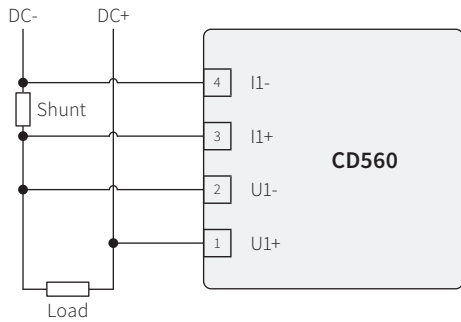 DC- DC+
4 I1-
Shunt
3 I1+
CD560
2 U1-
1 U1+
Load